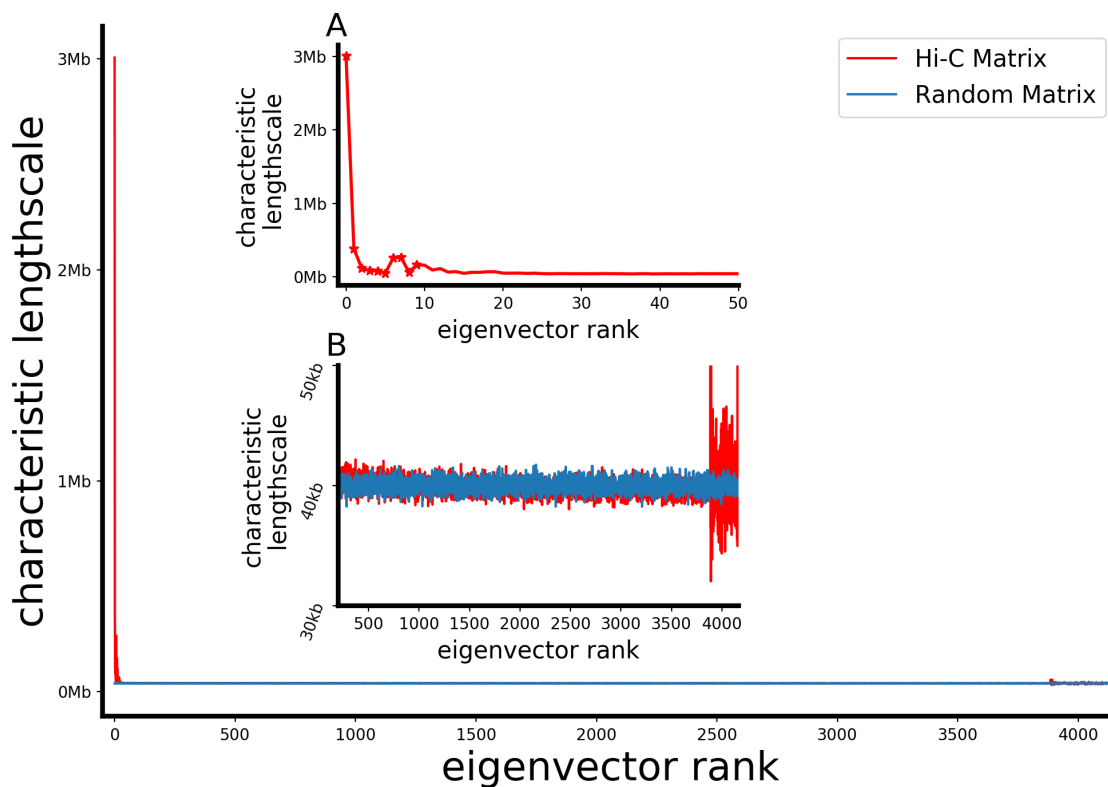 A
3Mb
2Mb
1Mb
0Mb
characteristic
lengthscale
0 10 20 30 40 50
eigenvector rank
Hi-C Matrix
Random Matrix
B
50kb
40kb
30kb
characteristic
lengthscale
500 1000 1500 2000 2500 3000 3500 4000
eigenvector rank
3Mb
2Mb
1Mb
0Mb
characteristic lengthscale
0 500 1000 1500 2000 2500 3000 3500 4000
eigenvector rank